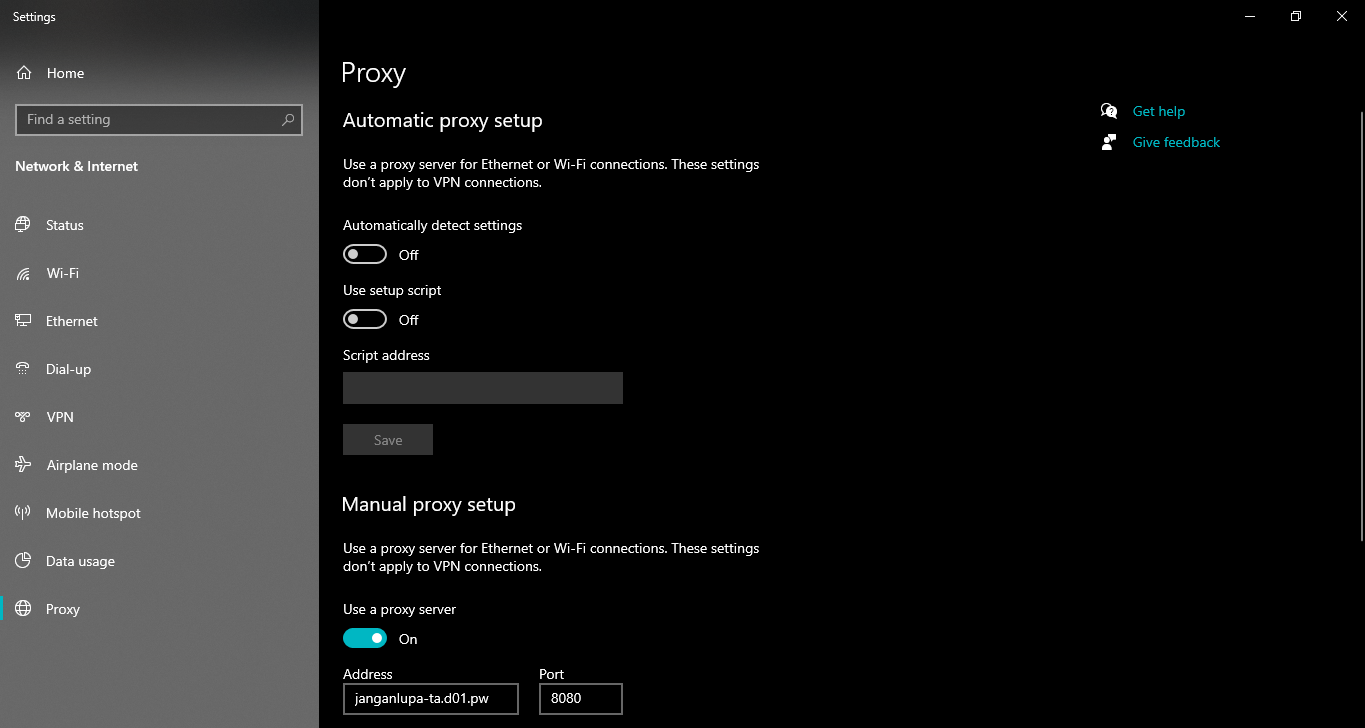 Settings
Home
Find a setting
Network & Internet
Status
Wi-Fi
Ethernet
Dial-up
VPN
Airplane mode
Mobile hotspot
Data usage
Proxy
Proxy
Automatic proxy setup
Use a proxy server for Ethernet or Wi-Fi connections. These settings
don't apply to VPN connections.
Automatically detect settings
Off
Use setup script
Off
Script address
Save
Manual proxy setup
Use a proxy server for Ethernet or Wi-Fi connections. These settings
don't apply to VPN connections.
Use a proxy server
On
Address Port
janganlupa-ta.d01.pw 8080
Get help
Give feedback